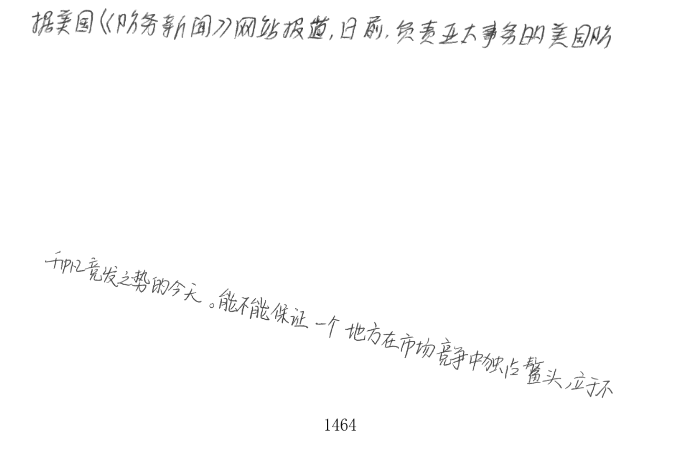 据美国《防务新闻》网站报道，日前，负责亚太事务的美国防
千帆竞发之势的今天。能不能保证一个地方在市场竞争中独占鳌头，立于不
1464